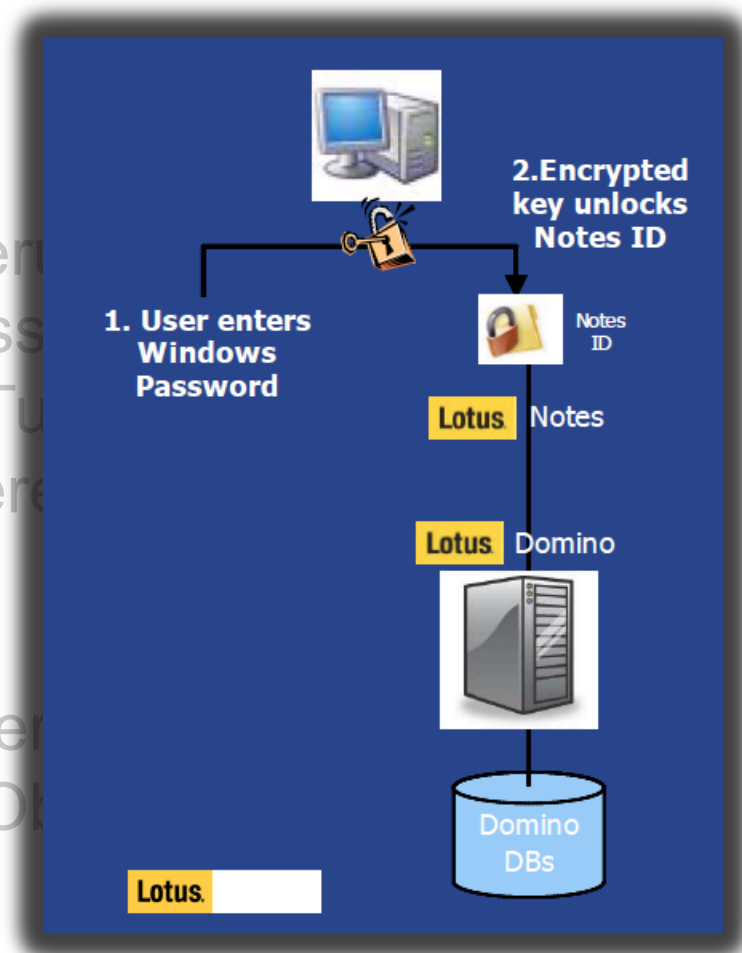 2.Encrypted
key unlocks
Notes ID
1. User enters
Windows
Password
Notes
ID
Lotus. Notes
Lotus. Domino
Domino
DBs
Lotus.